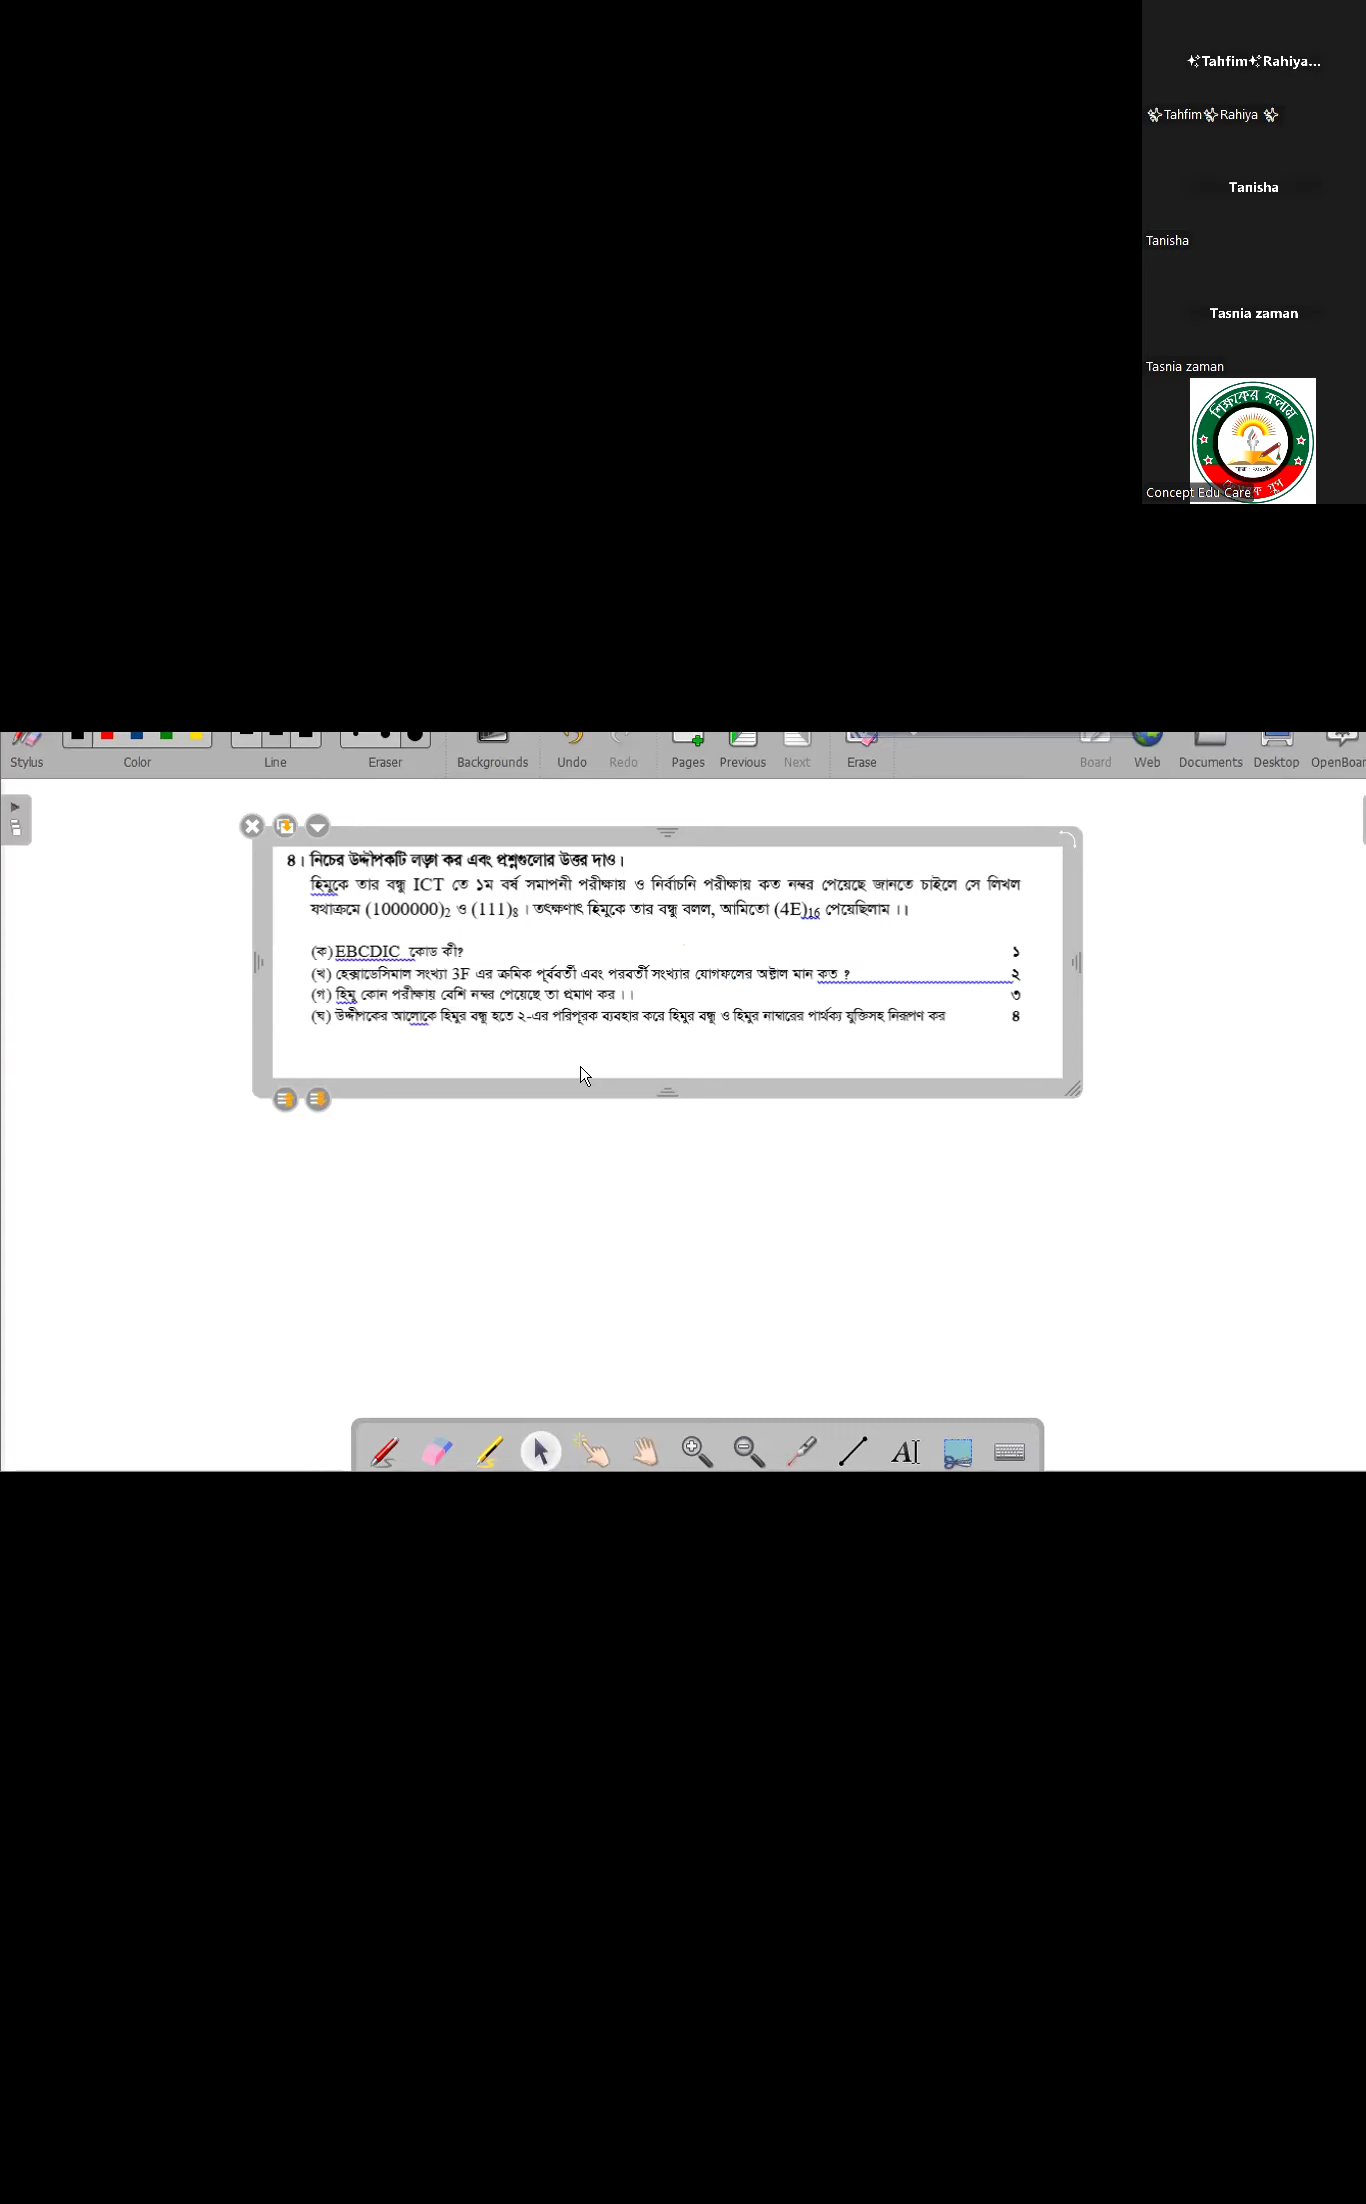 ✨Tahfim✨Rahiya...
✨Tahfim✨Rahiya ✨
Tanisha
Tanisha
Tasnia zaman
Tasnia zaman
শিক্ষকের কলাম
Concept Edu Care
Stylus Color Line Eraser Backgrounds Undo Redo Pages Previous Next Erase Board Web Documents Desktop OpenBoar
৪। নিচের উদ্দীপকটি লক্ষ্য কর এবং প্রশ্নগুলোর উত্তর দাও।
হিমুকে তার বন্ধু ICT তে ১ম বর্ষ সমাপনী পরীক্ষায় ও নির্বাচনি পরীক্ষায় কত নম্বর পেয়েছে জানতে চাইলে সে লিখল
যথাক্রমে (1000000)2 ও (111)8 । তৎক্ষণাৎ হিমুকে তার বন্ধু বলল, আমিতো (4E)16 পেয়েছিলাম ।।
(ক) EBCDIC কোড কী? ১
(খ) হেক্সাডেসিমাল সংখ্যা 3F এর ক্রমিক পূর্ববর্তী এবং পরবর্তী সংখ্যার যোগফলের অক্টাল মান কত ? ২
(গ) হিমু কোন পরীক্ষায় বেশি নম্বর পেয়েছে তা প্রমাণ কর ।। ৩
(ঘ) উদ্দীপকের আলোকে হিমুর বন্ধু হতে ২-এর পরিপূরক ব্যবহার করে হিমুর বন্ধু ও হিমুর নাম্বারের পার্থক্য যুক্তিসহ নিরূপণ কর ৪